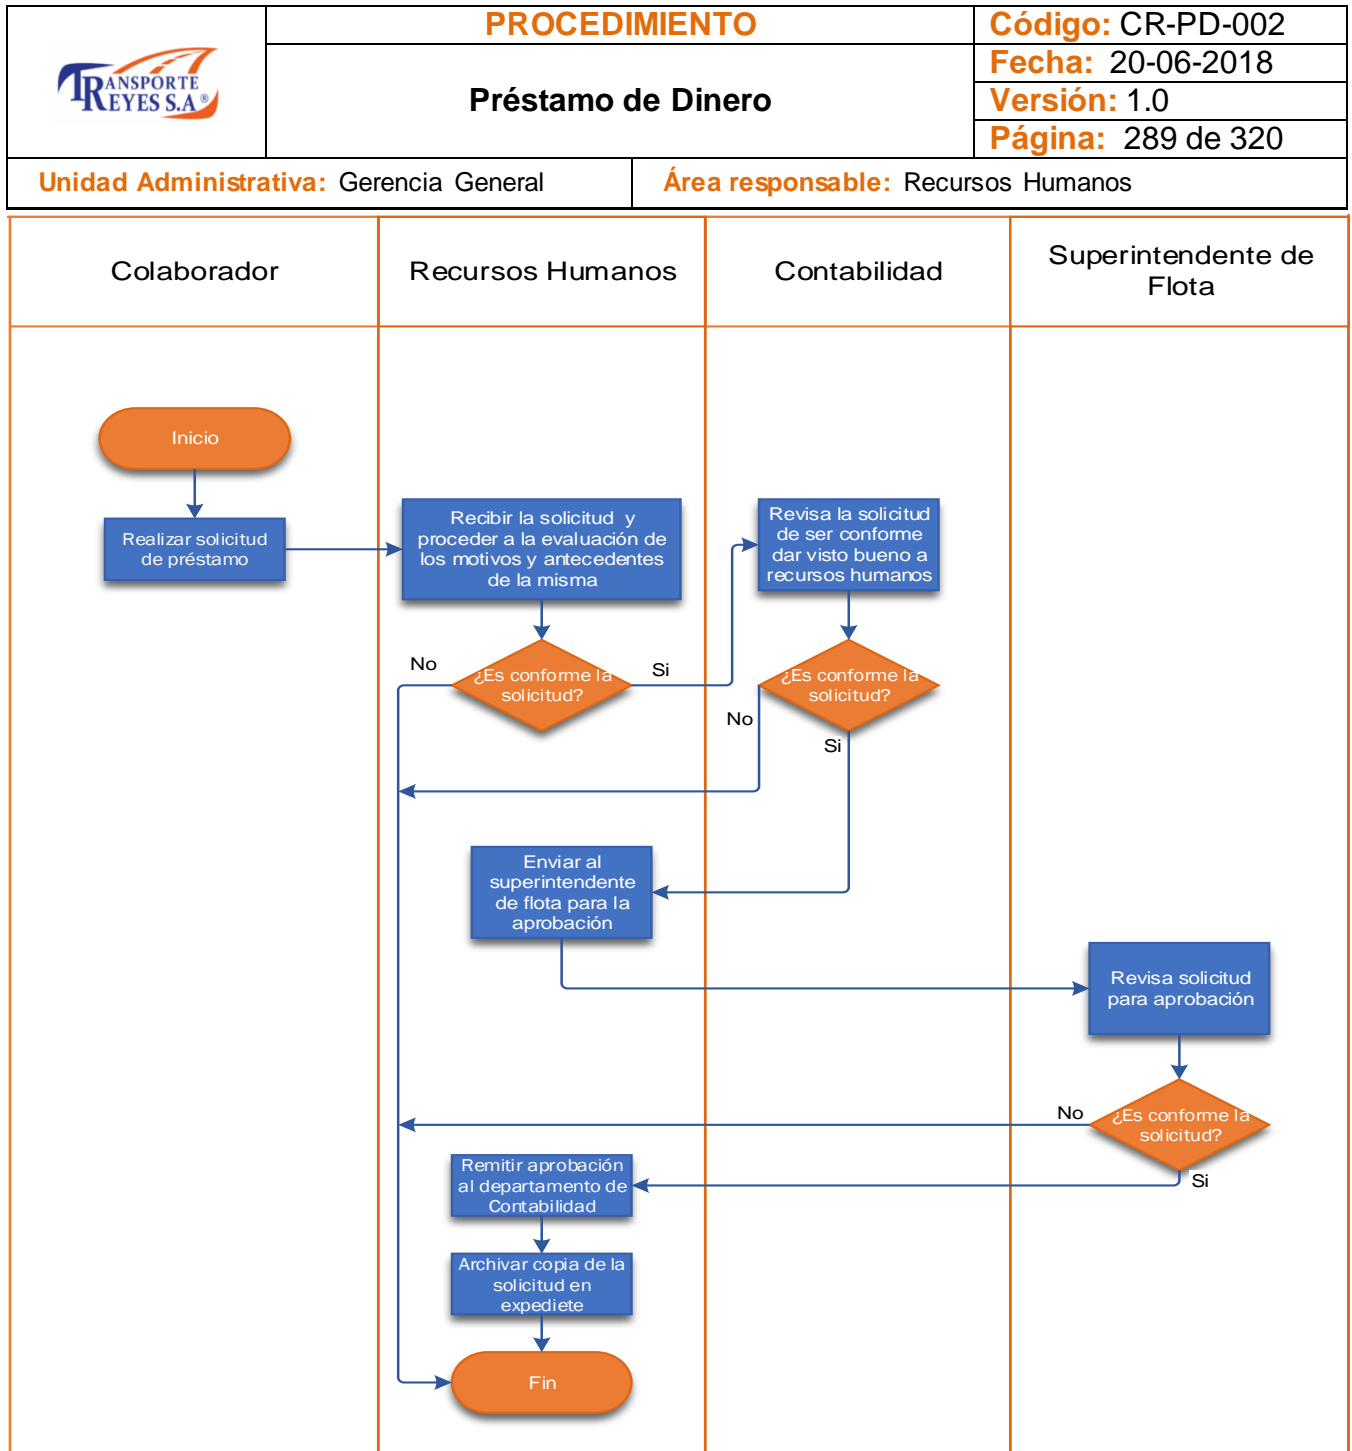 TRANSPORTE
REYES S.A ®
PROCEDIMIENTO
Préstamo de Dinero
Código: CR-PD-002
Fecha: 20-06-2018
Versión: 1.0
Página: 289 de 320
Unidad Administrativa: Gerencia General
Área responsable: Recursos Humanos
Colaborador
Recursos Humanos
Contabilidad
Superintendente de
Flota
Inicio
Realizar solicitud
de préstamo
Recibir la solicitud y
proceder a la evaluación de
los motivos y antecedentes
de la misma
Revisa la solicitud
de ser conforme
dar visto bueno a
recursos humanos
No
¿Es conforme la
solicitud?
Si
¿Es conforme la
solicitud?
No
Si
Enviar al
superintendente
de flota para la
aprobación
Revisa solicitud
para aprobación
No
¿Es conforme la
solicitud?
Si
Remitir aprobación
al departamento de
Contabilidad
Archivar copia de la
solicitud en
expediete
Fin